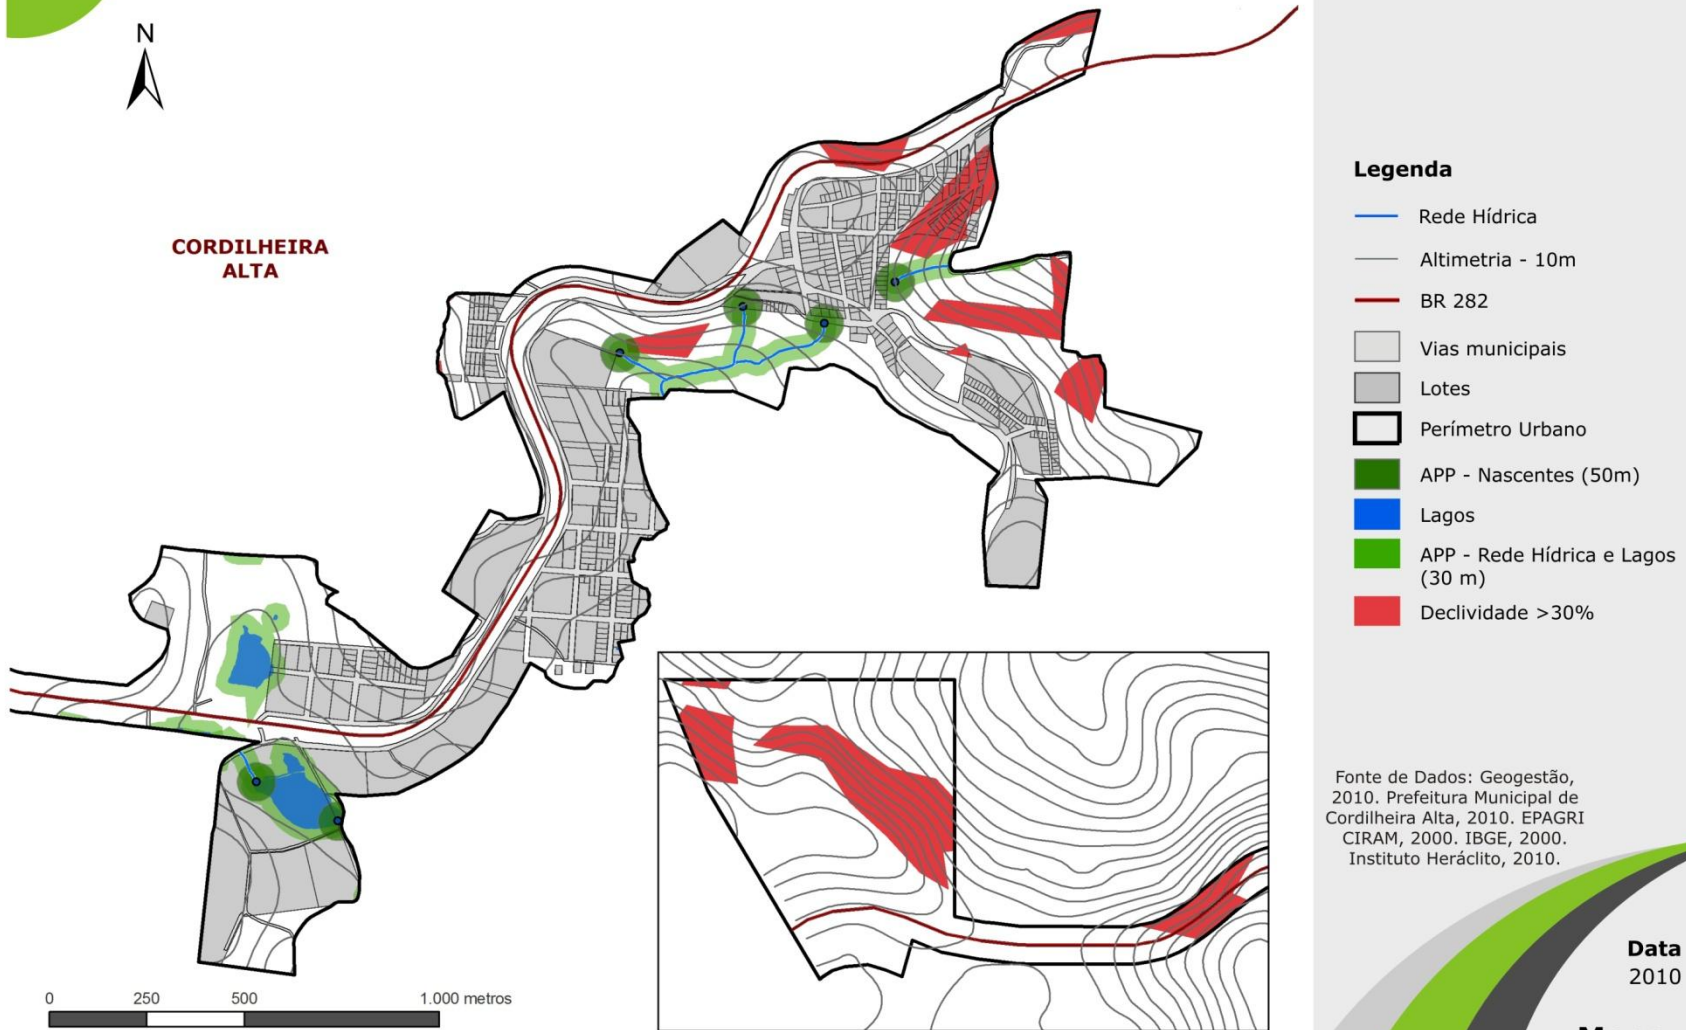 N
CORDILHEIRA
ALTA
0 250 500 1.000 metros
Legenda
Rede Hídrica
Altimetria - 10m
BR 282
Vias municipais
Lotes
Perímetro Urbano
APP - Nascentes (50m)
Lagos
APP - Rede Hídrica e Lagos
(30 m)
Declividade >30%
Fonte de Dados: Geogestão,
2010. Prefeitura Municipal de
Cordilheira Alta, 2010. EPAGRI
CIRAM, 2000. IBGE, 2000.
Instituto Heráclito, 2010.
Data
2010